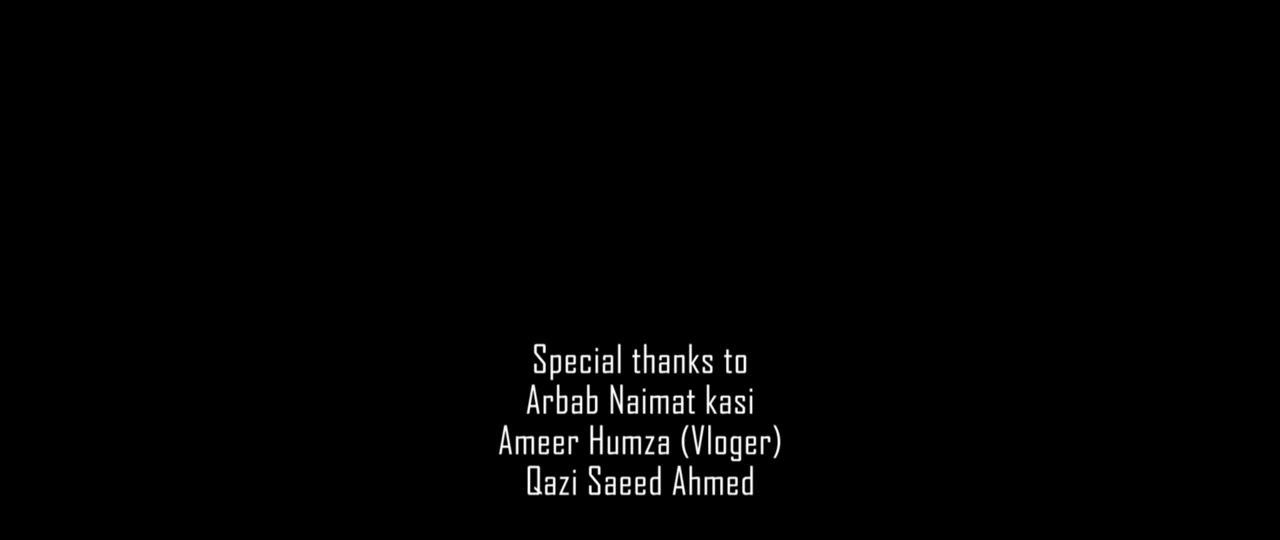 Special thanks to
Arbab Naimat kasi
Ameer Humza (Vloger)
Qazi Saeed Ahmed